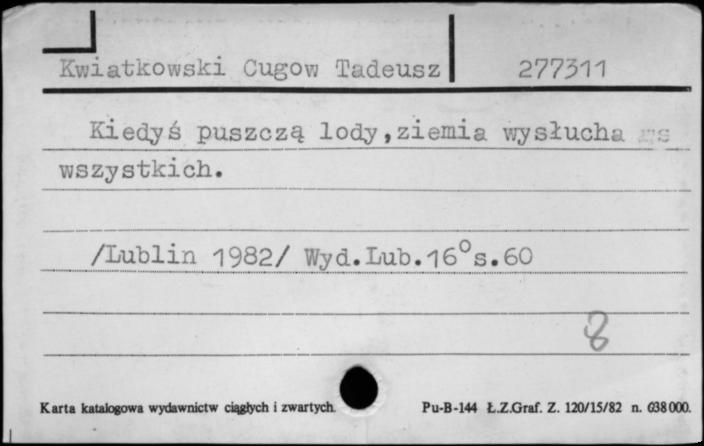 Kwiatkowski Cugow Tadeusz 277311
Kiedyś puszczą lody,ziemia wysłucha
wszystkich.
/Lublin 1982/ Wyd.Lub.16°s.60
8
Karta katalogowa wydawnictw ciągłych i zwartych. Pu-B-144 Ł.Z.Graf. Z. 120/15/82 n. 638000.